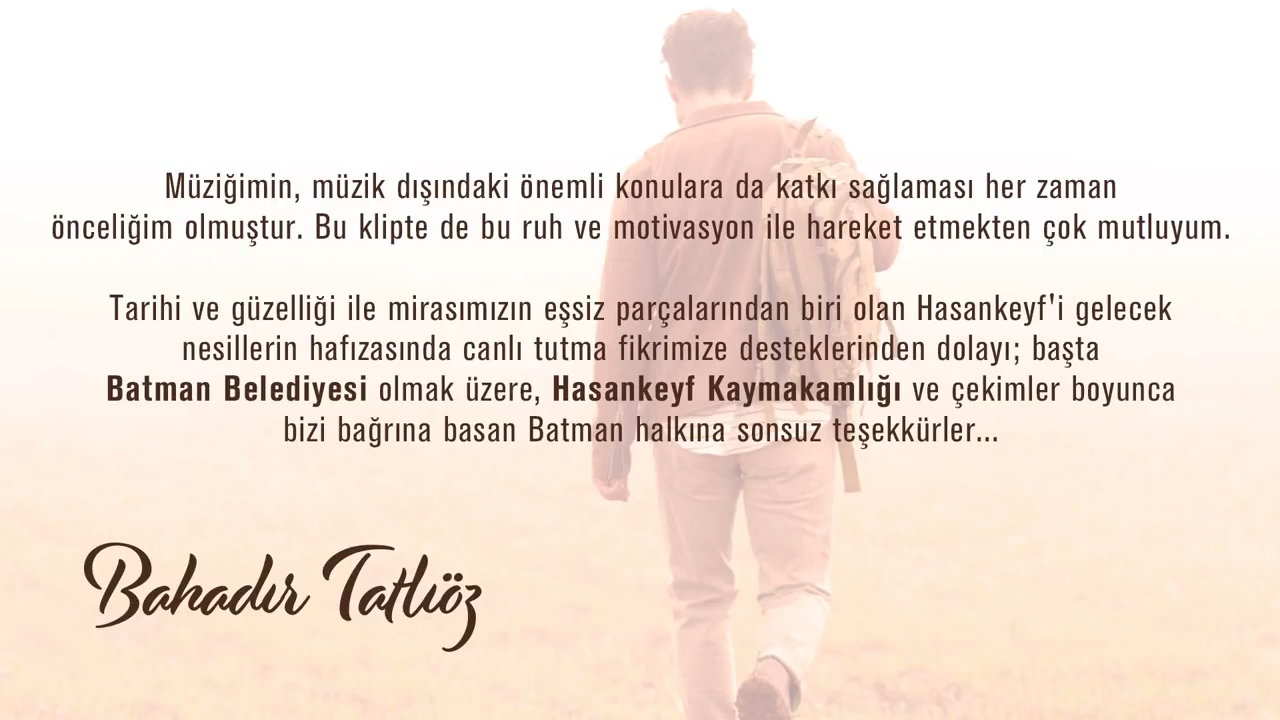 Müziğimin, müzik dışındaki önemli konulara da katkı sağlaması her zaman
önceliğim olmuştur. Bu klipte de bu ruh ve motivasyon ile hareket etmekten çok mutluyum.
Tarihi ve güzelliği ile mirasımızın eşsiz parçalarından biri olan Hasankeyf'i gelecek
nesillerin hafızasında canlı tutma fikrimize desteklerinden dolayı; başta
Batman Belediyesi olmak üzere, Hasankeyf Kaymakamlığı ve çekimler boyunca
bizi bağrına basan Batman halkına sonsuz teşekkürler...
Bahadır Tatlıöz